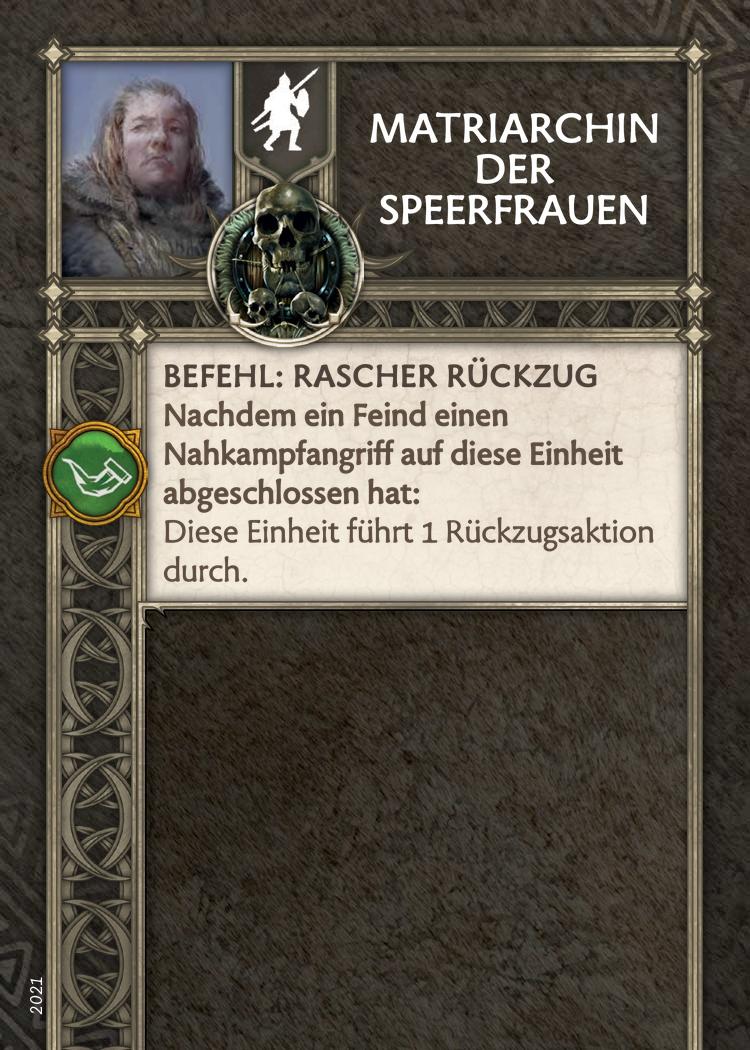 MATRIARCHIN
DER
SPEERFRAUEN
BEFEHL: RASCHER RÜCKZUG
Nachdem ein Feind einen
Nahkampfangriff auf diese Einheit
abgeschlossen hat:
Diese Einheit führt 1 Rückzugsaktion
durch.
2021